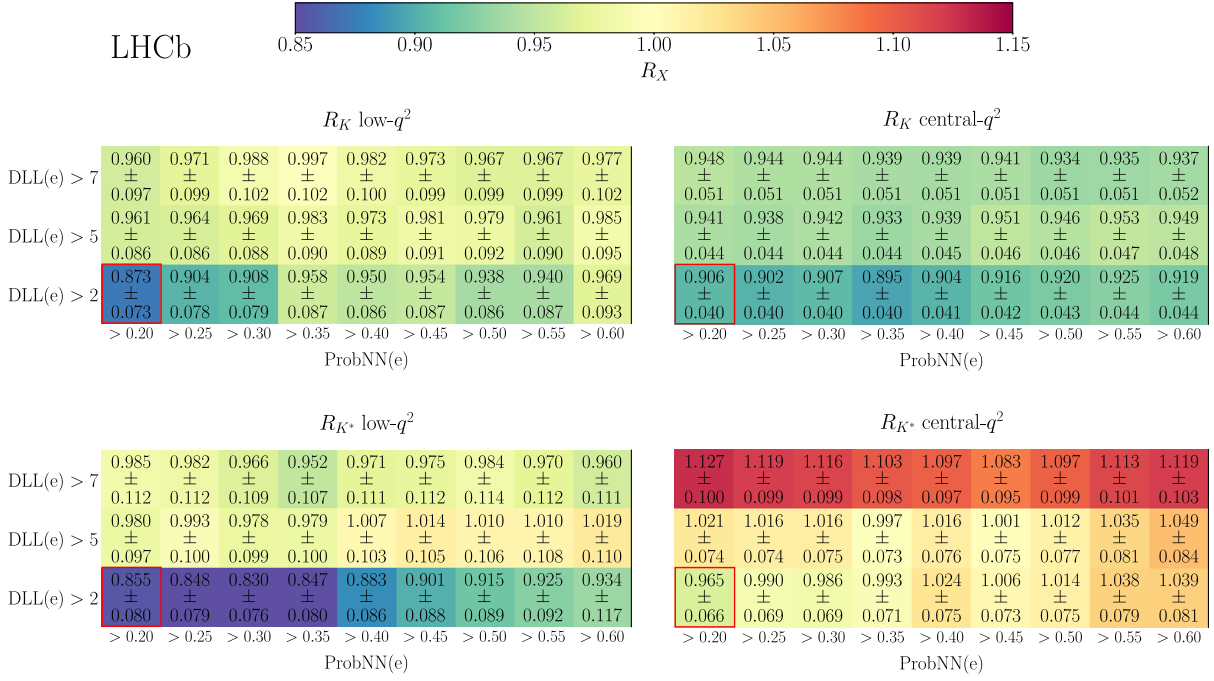 LHCb
0.85 0.90 0.95 1.00 1.05 1.10 1.15
R_X
R_K low-q²
DLL(e) > 7
0.960 0.971 0.988 0.997 0.982 0.973 0.967 0.967 0.977
± ± ± ± ± ± ± ± ±
0.097 0.099 0.102 0.102 0.100 0.099 0.099 0.099 0.102
DLL(e) > 5
0.961 0.964 0.969 0.983 0.973 0.981 0.979 0.961 0.985
± ± ± ± ± ± ± ± ±
0.086 0.086 0.088 0.090 0.089 0.091 0.092 0.090 0.095
DLL(e) > 2
0.873 0.904 0.908 0.958 0.950 0.954 0.938 0.940 0.969
± ± ± ± ± ± ± ± ±
0.073 0.078 0.079 0.087 0.086 0.087 0.086 0.087 0.093
> 0.20 > 0.25 > 0.30 > 0.35 > 0.40 > 0.45 > 0.50 > 0.55 > 0.60
ProbNN(e)
R_K central-q²
0.948 0.944 0.944 0.939 0.939 0.941 0.934 0.935 0.937
± ± ± ± ± ± ± ± ±
0.051 0.051 0.051 0.051 0.051 0.051 0.051 0.051 0.052
0.941 0.938 0.942 0.933 0.939 0.951 0.946 0.953 0.949
± ± ± ± ± ± ± ± ±
0.044 0.044 0.044 0.044 0.045 0.046 0.046 0.047 0.048
0.906 0.902 0.907 0.895 0.904 0.916 0.920 0.925 0.919
± ± ± ± ± ± ± ± ±
0.040 0.040 0.040 0.040 0.041 0.042 0.043 0.044 0.044
> 0.20 > 0.25 > 0.30 > 0.35 > 0.40 > 0.45 > 0.50 > 0.55 > 0.60
ProbNN(e)
R_{K*} low-q²
DLL(e) > 7
0.985 0.982 0.966 0.952 0.971 0.975 0.984 0.970 0.960
± ± ± ± ± ± ± ± ±
0.112 0.112 0.109 0.107 0.111 0.112 0.114 0.112 0.111
DLL(e) > 5
0.980 0.993 0.978 0.979 1.007 1.014 1.010 1.010 1.019
± ± ± ± ± ± ± ± ±
0.097 0.100 0.099 0.100 0.103 0.105 0.106 0.108 0.110
DLL(e) > 2
0.855 0.848 0.830 0.847 0.883 0.901 0.915 0.925 0.934
± ± ± ± ± ± ± ± ±
0.080 0.079 0.076 0.080 0.086 0.088 0.089 0.092 0.117
> 0.20 > 0.25 > 0.30 > 0.35 > 0.40 > 0.45 > 0.50 > 0.55 > 0.60
ProbNN(e)
R_{K*} central-q²
1.127 1.119 1.116 1.103 1.097 1.083 1.097 1.113 1.119
± ± ± ± ± ± ± ± ±
0.100 0.099 0.099 0.098 0.097 0.095 0.099 0.101 0.103
1.021 1.016 1.016 0.997 1.016 1.001 1.012 1.035 1.049
± ± ± ± ± ± ± ± ±
0.074 0.074 0.075 0.073 0.076 0.075 0.077 0.081 0.084
0.965 0.990 0.986 0.993 1.024 1.006 1.014 1.038 1.039
± ± ± ± ± ± ± ± ±
0.066 0.069 0.069 0.071 0.075 0.073 0.075 0.079 0.081
> 0.20 > 0.25 > 0.30 > 0.35 > 0.40 > 0.45 > 0.50 > 0.55 > 0.60
ProbNN(e)